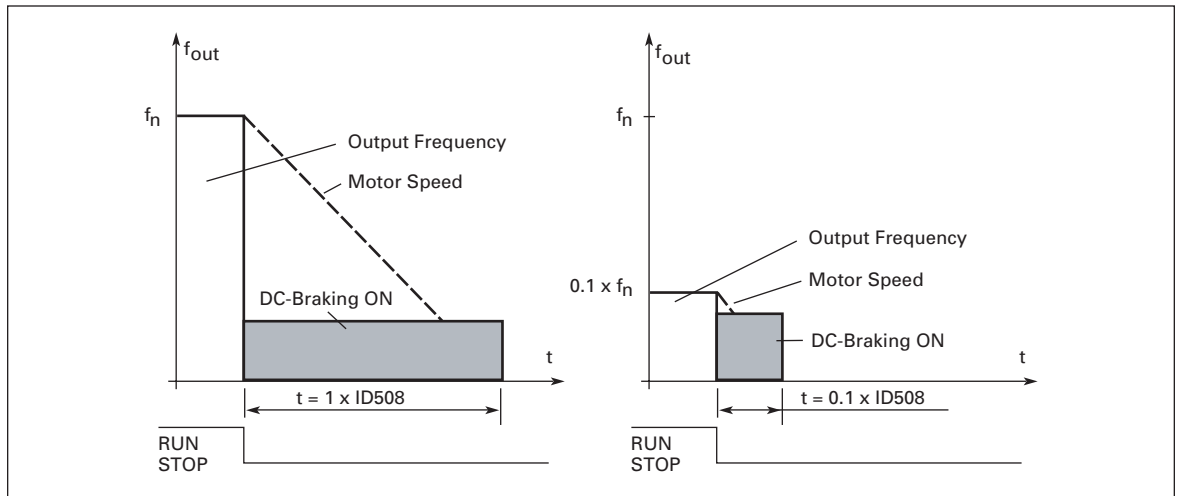 fout
fn
Output Frequency
Motor Speed
DC-Braking ON
t
t = 1 x ID508
RUN
STOP
fout
fn
Output Frequency
0.1 x fn
Motor Speed
DC-Braking ON
t
t = 0.1 x ID508
RUN
STOP